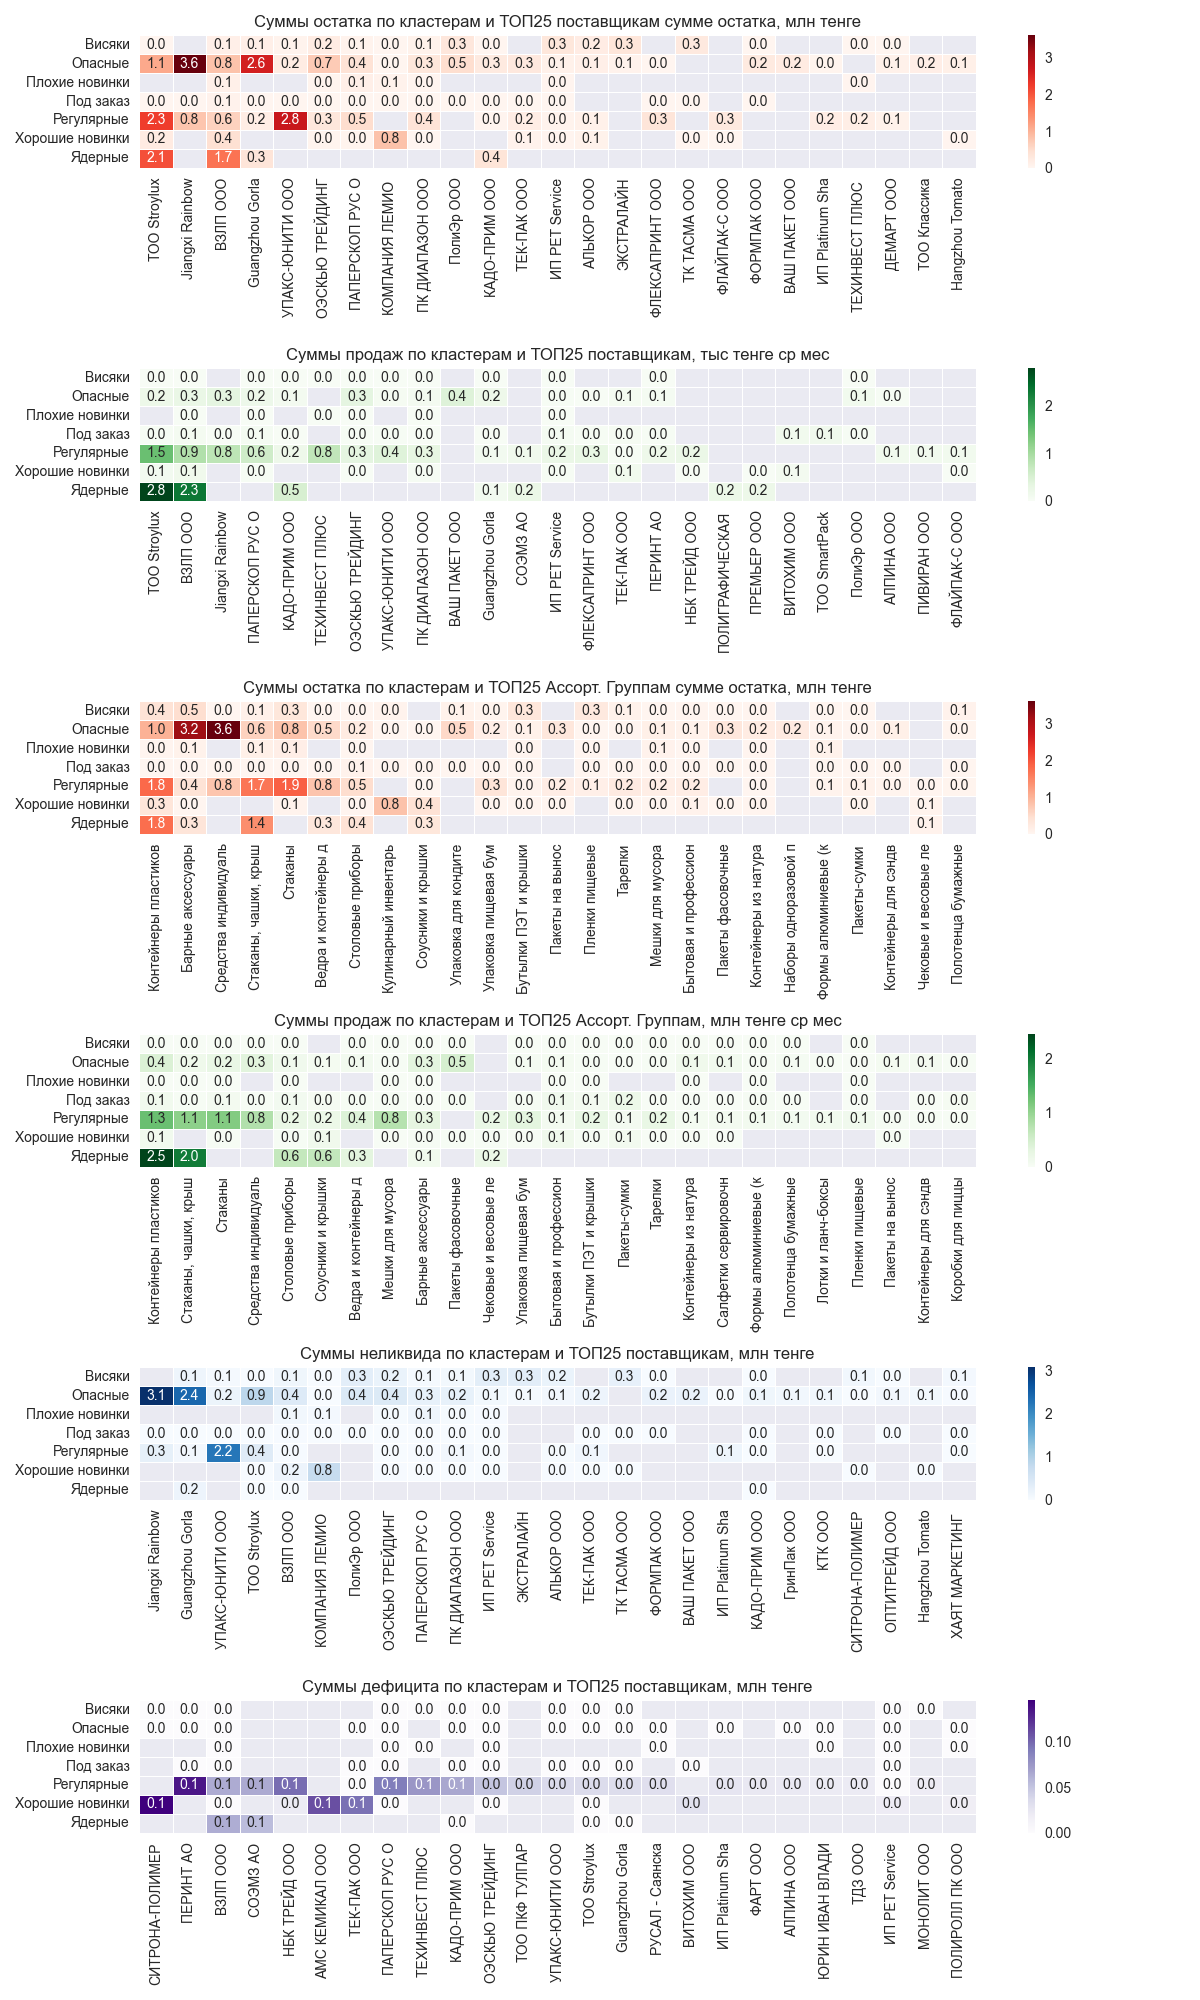 Суммы остатка по кластерам и ТОП25 поставщикам сумме остатка, млн тенге
Висяки 0.0 0.1 0.1 0.1 0.2 0.1 0.0 0.1 0.3 0.0 0.3 0.2 0.3 0.3 0.0 0.0 0.0
Опасные 1.1 3.6 0.8 2.6 0.2 0.7 0.4 0.0 0.3 0.5 0.3 0.3 0.1 0.1 0.1 0.0 0.2 0.2 0.0 0.1 0.2 0.1
Плохие новинки 0.1 0.0 0.1 0.1 0.0 0.0 0.0
Под заказ 0.0 0.0 0.1 0.0 0.0 0.0 0.0 0.0 0.0 0.0 0.0 0.0 0.0 0.0 0.0 0.0
Регулярные 2.3 0.8 0.6 0.2 2.8 0.3 0.5 0.4 0.0 0.2 0.0 0.1 0.3 0.3 0.2 0.2 0.1
Хорошие новинки 0.2 0.4 0.0 0.0 0.8 0.0 0.1 0.0 0.1 0.0 0.0 0.0
Ядерные 2.1 1.7 0.3 0.4
3
2
1
0
ТОО Stroylux
Jiangxi Rainbow
ВЗЛП ООО
Guangzhou Gorla
УПАКС-ЮНИТИ ООО
ОЭСКЬЮ ТРЕЙДИНГ
ПАПЕРСКОП РУС О
КОМПАНИЯ ЛЕМИО
ПК ДИАПАЗОН ООО
ПолиЭр ООО
КАДО-ПРИМ ООО
ТЕК-ПАК ООО
ИП PET Service
АЛЬКОР ООО
ЭКСТРАЛАЙН
ФЛЕКСАПРИНТ ООО
ТК ТАСМА ООО
ФЛАЙПАК-С ООО
ФОРМПАК ООО
ВАШ ПАКЕТ ООО
ИП Platinum Sha
ТЕХИНВЕСТ ПЛЮС
ДЕМАРТ ООО
ТОО Классика
Hangzhou Tomato
Суммы продаж по кластерам и ТОП25 поставщикам, тыс тенге ср мес
Висяки 0.0 0.0 0.0 0.0 0.0 0.0 0.0 0.0 0.0 0.0 0.0 0.0
Опасные 0.2 0.3 0.3 0.2 0.1 0.3 0.0 0.1 0.4 0.2 0.0 0.0 0.1 0.1 0.1 0.0
Плохие новинки 0.0 0.0 0.0 0.0 0.0 0.0
Под заказ 0.0 0.1 0.0 0.1 0.0 0.0 0.0 0.0 0.0 0.0 0.1 0.0 0.0 0.0 0.1 0.1 0.0
Регулярные 1.5 0.9 0.8 0.6 0.2 0.8 0.3 0.4 0.3 0.1 0.1 0.2 0.3 0.0 0.2 0.2 0.1 0.1 0.1
Хорошие новинки 0.1 0.1 0.0 0.0 0.0 0.0 0.1 0.0 0.0 0.1 0.0
Ядерные 2.8 2.3 0.5 0.1 0.2 0.2 0.2
2
1
0
ТОО Stroylux
ВЗЛП ООО
Jiangxi Rainbow
ПАПЕРСКОП РУС О
КАДО-ПРИМ ООО
ТЕХИНВЕСТ ПЛЮС
ОЭСКЬЮ ТРЕЙДИНГ
УПАКС-ЮНИТИ ООО
ПК ДИАПАЗОН ООО
ВАШ ПАКЕТ ООО
Guangzhou Gorla
СОЭМЗ АО
ИП PET Service
ФЛЕКСАПРИНТ ООО
ТЕК-ПАК ООО
ПЕРИНТ АО
НБК ТРЕЙД ООО
ПОЛИГРАФИЧЕСКАЯ
ПРЕМЬЕР ООО
ВИТОХИМ ООО
ТОО SmartPack
ПолиЭр ООО
АЛПИНА ООО
ПИВИРАН ООО
ФЛАЙПАК-С ООО
Суммы остатка по кластерам и ТОП25 Ассорт. Группам сумме остатка, млн тенге
Висяки 0.4 0.5 0.0 0.1 0.3 0.0 0.0 0.0 0.1 0.0 0.3 0.3 0.1 0.0 0.0 0.0 0.0 0.0 0.0 0.1
Опасные 1.0 3.2 3.6 0.6 0.8 0.5 0.2 0.0 0.0 0.5 0.2 0.1 0.3 0.0 0.0 0.1 0.1 0.3 0.2 0.2 0.1 0.0 0.1 0.0
Плохие новинки 0.0 0.1 0.1 0.1 0.0 0.0 0.0 0.1 0.0 0.0 0.1
Под заказ 0.0 0.0 0.0 0.0 0.0 0.0 0.1 0.0 0.0 0.0 0.0 0.0 0.0 0.0 0.0 0.0 0.0 0.0 0.0 0.0 0.0 0.0
Регулярные 1.8 0.4 0.8 1.7 1.9 0.8 0.5 0.0 0.3 0.0 0.2 0.1 0.2 0.2 0.2 0.0 0.1 0.1 0.0 0.0 0.0
Хорошие новинки 0.3 0.0 0.1 0.0 0.8 0.4 0.0 0.0 0.0 0.0 0.0 0.1 0.0 0.0 0.0 0.1
Ядерные 1.8 0.3 1.4 0.3 0.4 0.3 0.1
3
2
1
0
Контейнеры пластиков
Барные аксессуары
Средства индивидуаль
Стаканы, чашки, крыш
Стаканы
Ведра и контейнеры д
Столовые приборы
Кулинарный инвентарь
Соусники и крышки
Упаковка для кондите
Упаковка пищевая бум
Бутылки ПЭТ и крышки
Пакеты на вынос
Пленки пищевые
Тарелки
Мешки для мусора
Бытовая и профессион
Пакеты фасовочные
Контейнеры из натура
Наборы одноразовой п
Формы алюминиевые (к
Пакеты-сумки
Контейнеры для сэндв
Чековые и весовые ле
Полотенца бумажные
Суммы продаж по кластерам и ТОП25 Ассорт. Группам, млн тенге ср мес
Висяки 0.0 0.0 0.0 0.0 0.0 0.0 0.0 0.0 0.0 0.0 0.0 0.0 0.0 0.0 0.0 0.0 0.0 0.0 0.0
Опасные 0.4 0.2 0.2 0.3 0.1 0.1 0.1 0.0 0.3 0.5 0.1 0.1 0.0 0.0 0.0 0.1 0.1 0.0 0.1 0.0 0.0 0.1 0.1 0.0
Плохие новинки 0.0 0.0 0.0 0.0 0.0 0.0 0.0 0.0 0.0 0.0 0.0
Под заказ 0.1 0.0 0.1 0.0 0.1 0.0 0.0 0.0 0.0 0.0 0.0 0.1 0.1 0.2 0.0 0.0 0.0 0.0 0.0 0.0 0.0 0.0
Регулярные 1.3 1.1 1.1 0.8 0.2 0.2 0.4 0.8 0.3 0.2 0.3 0.1 0.2 0.1 0.2 0.1 0.1 0.1 0.1 0.1 0.1 0.0 0.0 0.0
Хорошие новинки 0.1 0.0 0.0 0.1 0.0 0.0 0.0 0.0 0.0 0.1 0.0 0.1 0.0 0.0 0.0 0.0
Ядерные 2.5 2.0 0.6 0.6 0.3 0.1 0.2
2
1
0
Контейнеры пластиков
Стаканы, чашки, крыш
Стаканы
Средства индивидуаль
Столовые приборы
Соусники и крышки
Ведра и контейнеры д
Мешки для мусора
Барные аксессуары
Пакеты фасовочные
Чековые и весовые ле
Упаковка пищевая бум
Бытовая и профессион
Бутылки ПЭТ и крышки
Пакеты-сумки
Тарелки
Контейнеры из натура
Салфетки сервировочн
Формы алюминиевые (к
Полотенца бумажные
Лотки и ланч-боксы
Пленки пищевые
Пакеты на вынос
Контейнеры для сэндв
Коробки для пиццы
Суммы неликвида по кластерам и ТОП25 поставщикам, млн тенге
Висяки 0.1 0.1 0.0 0.1 0.0 0.3 0.2 0.1 0.1 0.3 0.3 0.2 0.3 0.0 0.1 0.0 0.1
Опасные 3.1 2.4 0.2 0.9 0.4 0.0 0.4 0.4 0.3 0.2 0.1 0.1 0.1 0.2 0.2 0.2 0.0 0.1 0.1 0.1 0.0 0.1 0.1 0.0
Плохие новинки 0.1 0.1 0.0 0.1 0.0 0.0
Под заказ 0.0 0.0 0.0 0.0 0.0 0.0 0.0 0.0 0.0 0.0 0.0 0.0 0.0 0.0 0.0 0.0 0.0 0.0
Регулярные 0.3 0.1 2.2 0.4 0.0 0.0 0.0 0.1 0.0 0.0 0.1 0.1 0.0 0.0 0.0
Хорошие новинки 0.0 0.2 0.8 0.0 0.0 0.0 0.0 0.0 0.0 0.0 0.0 0.0
Ядерные 0.2 0.0 0.0 0.0
3
2
1
0
Jiangxi Rainbow
Guangzhou Gorla
УПАКС-ЮНИТИ ООО
ТОО Stroylux
ВЗЛП ООО
КОМПАНИЯ ЛЕМИО
ПолиЭр ООО
ОЭСКЬЮ ТРЕЙДИНГ
ПАПЕРСКОП РУС О
ПК ДИАПАЗОН ООО
ИП PET Service
ЭКСТРАЛАЙН
АЛЬКОР ООО
ТЕК-ПАК ООО
ТК ТАСМА ООО
ФОРМПАК ООО
ВАШ ПАКЕТ ООО
ИП Platinum Sha
КАДО-ПРИМ ООО
ГринПак ООО
КТК ООО
СИТРОНА-ПОЛИМЕР
ОПТИТРЕЙД ООО
Hangzhou Tomato
ХАЯТ МАРКЕТИНГ
Суммы дефицита по кластерам и ТОП25 поставщикам, млн тенге
Висяки 0.0 0.0 0.0 0.0 0.0 0.0 0.0 0.0 0.0 0.0 0.0 0.0
Опасные 0.0 0.0 0.0 0.0 0.0 0.0 0.0 0.0 0.0 0.0 0.0 0.0 0.0 0.0 0.0 0.0
Плохие новинки 0.0 0.0 0.0 0.0 0.0 0.0 0.0 0.0
Под заказ 0.0 0.0 0.0 0.0 0.0 0.0 0.0 0.0 0.0 0.0 0.0 0.0
Регулярные 0.1 0.1 0.1 0.1 0.0 0.1 0.1 0.1 0.0 0.0 0.0 0.0 0.0 0.0 0.0 0.0 0.0 0.0 0.0 0.0 0.0
Хорошие новинки 0.1 0.0 0.0 0.1 0.1 0.0 0.0 0.0 0.0 0.0 0.0
Ядерные 0.1 0.1 0.0 0.0 0.0
0.10
0.05
0.00
СИТРОНА-ПОЛИМЕР
ПЕРИНТ АО
ВЗЛП ООО
СОЭМЗ АО
НБК ТРЕЙД ООО
АМС КЕМИКАЛ ООО
ТЕК-ПАК ООО
ПАПЕРСКОП РУС О
ТЕХИНВЕСТ ПЛЮС
КАДО-ПРИМ ООО
ОЭСКЬЮ ТРЕЙДИНГ
ТОО ПКФ ТУЛПАР
УПАКС-ЮНИТИ ООО
ТОО Stroylux
Guangzhou Gorla
РУСАЛ - Саянска
ВИТОХИМ ООО
ИП Platinum Sha
ФАРТ ООО
АЛПИНА ООО
ЮРИН ИВАН ВЛАДИ
ТДЗ ООО
ИП PET Service
МОНОЛИТ ООО
ПОЛИРОЛЛ ПК ООО